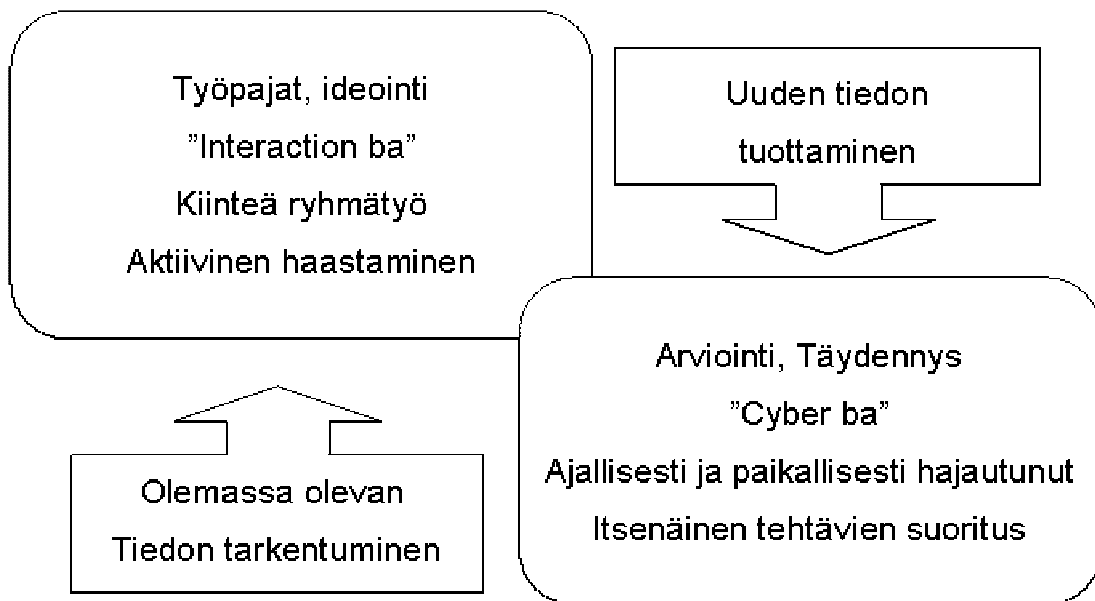 Työpajat, ideointi
”Interaction ba”
Kiinteä ryhmätyö
Aktiivinen haastaminen
Uuden tiedon
tuottaminen
Arviointi, Täydennys
”Cyber ba”
Ajallisesti ja paikallisesti hajautunut
Itsenäinen tehtävien suoritus
Olemassa olevan
Tiedon tarkentuminen